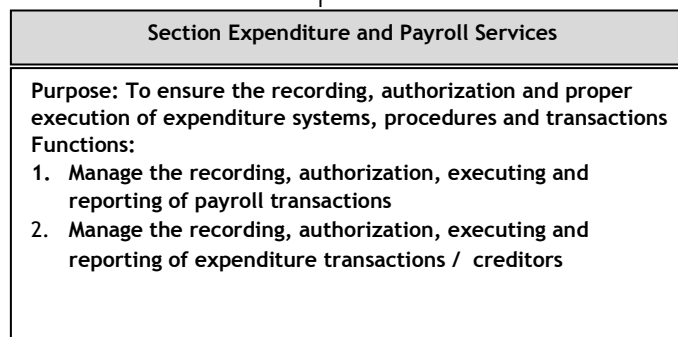 Section Expenditure and Payroll Services
Purpose: To ensure the recording, authorization and proper
execution of expenditure systems, procedures and transactions
Functions:
1. Manage the recording, authorization, executing and
reporting of payroll transactions
2. Manage the recording, authorization, executing and
reporting of expenditure transactions / creditors